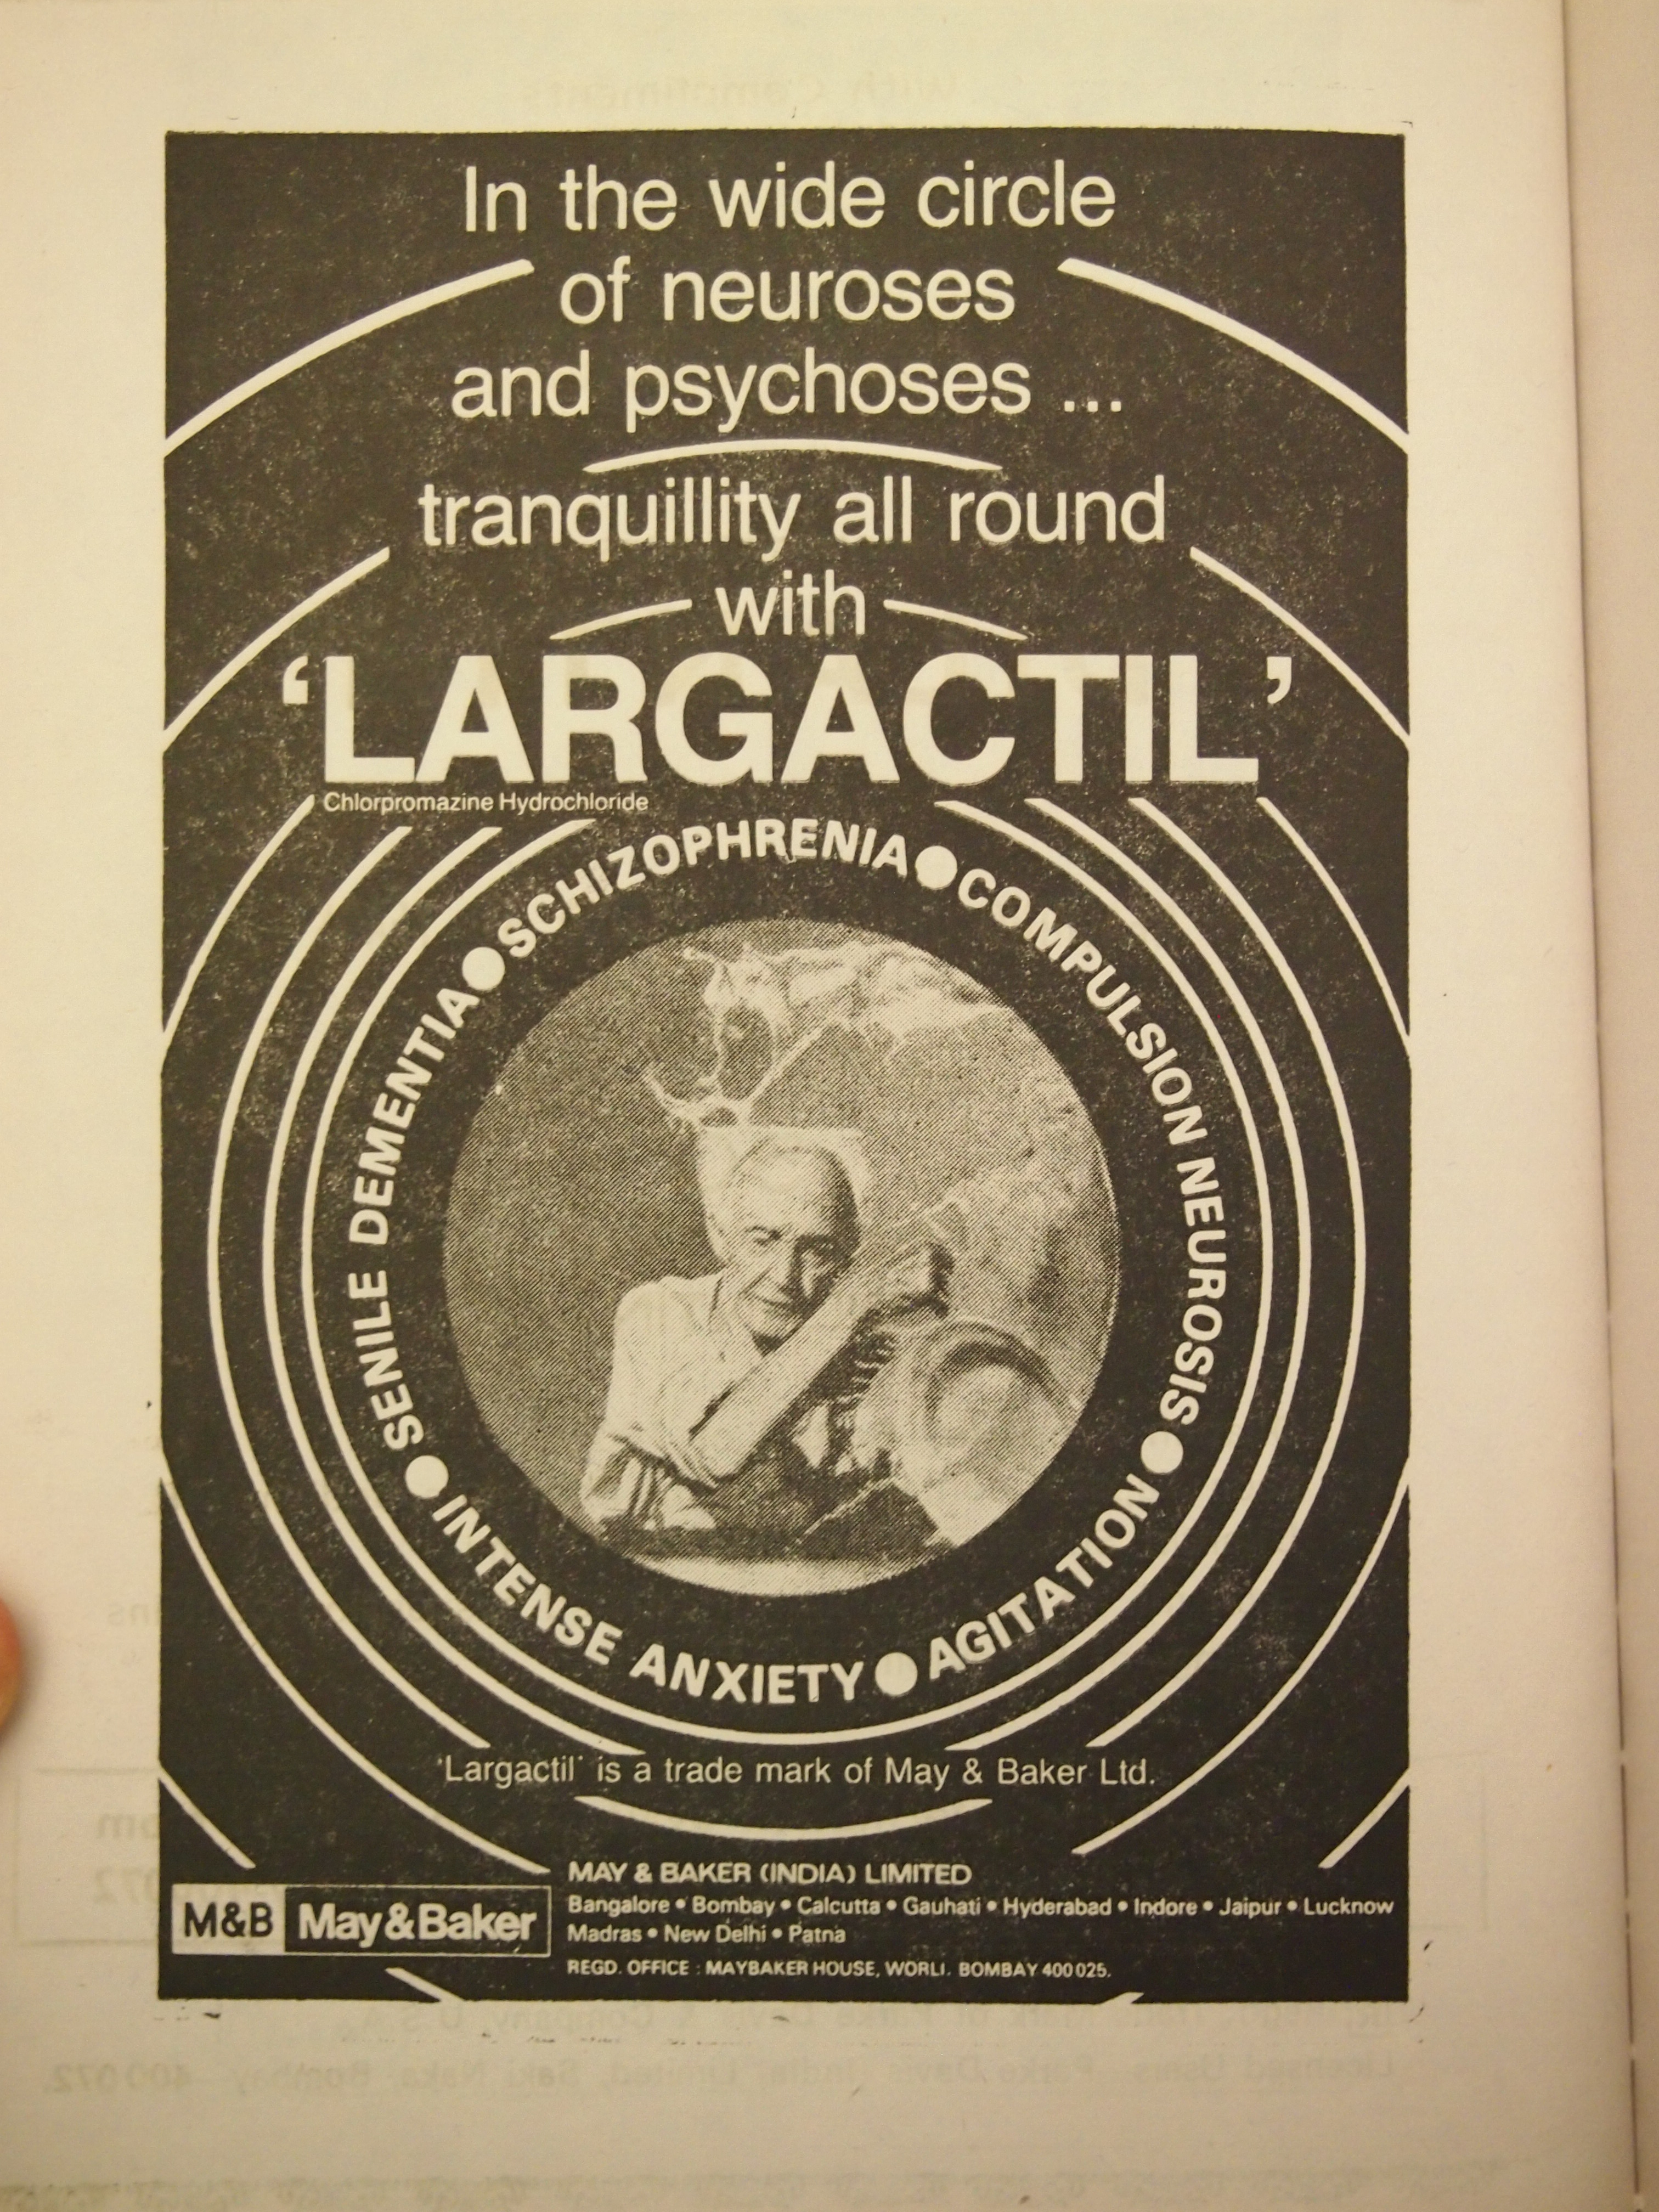 In the wide circle
of neuroses
and psychoses ...
tranquillity all round
with
‘LARGACTIL’
Chlorpromazine Hydrochloride
SCHIZOPHRENIA ● COMPULSION NEUROSIS ● AGITATION ● INTENSE ANXIETY ● SENILE DEMENTIA ●
‘Largactil’ is a trade mark of May & Baker Ltd.
M&B May&Baker
MAY & BAKER (INDIA) LIMITED
Bangalore • Bombay • Calcutta • Gauhati • Hyderabad • Indore • Jaipur • Lucknow
Madras • New Delhi • Patna
REGD. OFFICE : MAYBAKER HOUSE, WORLI. BOMBAY 400 025.